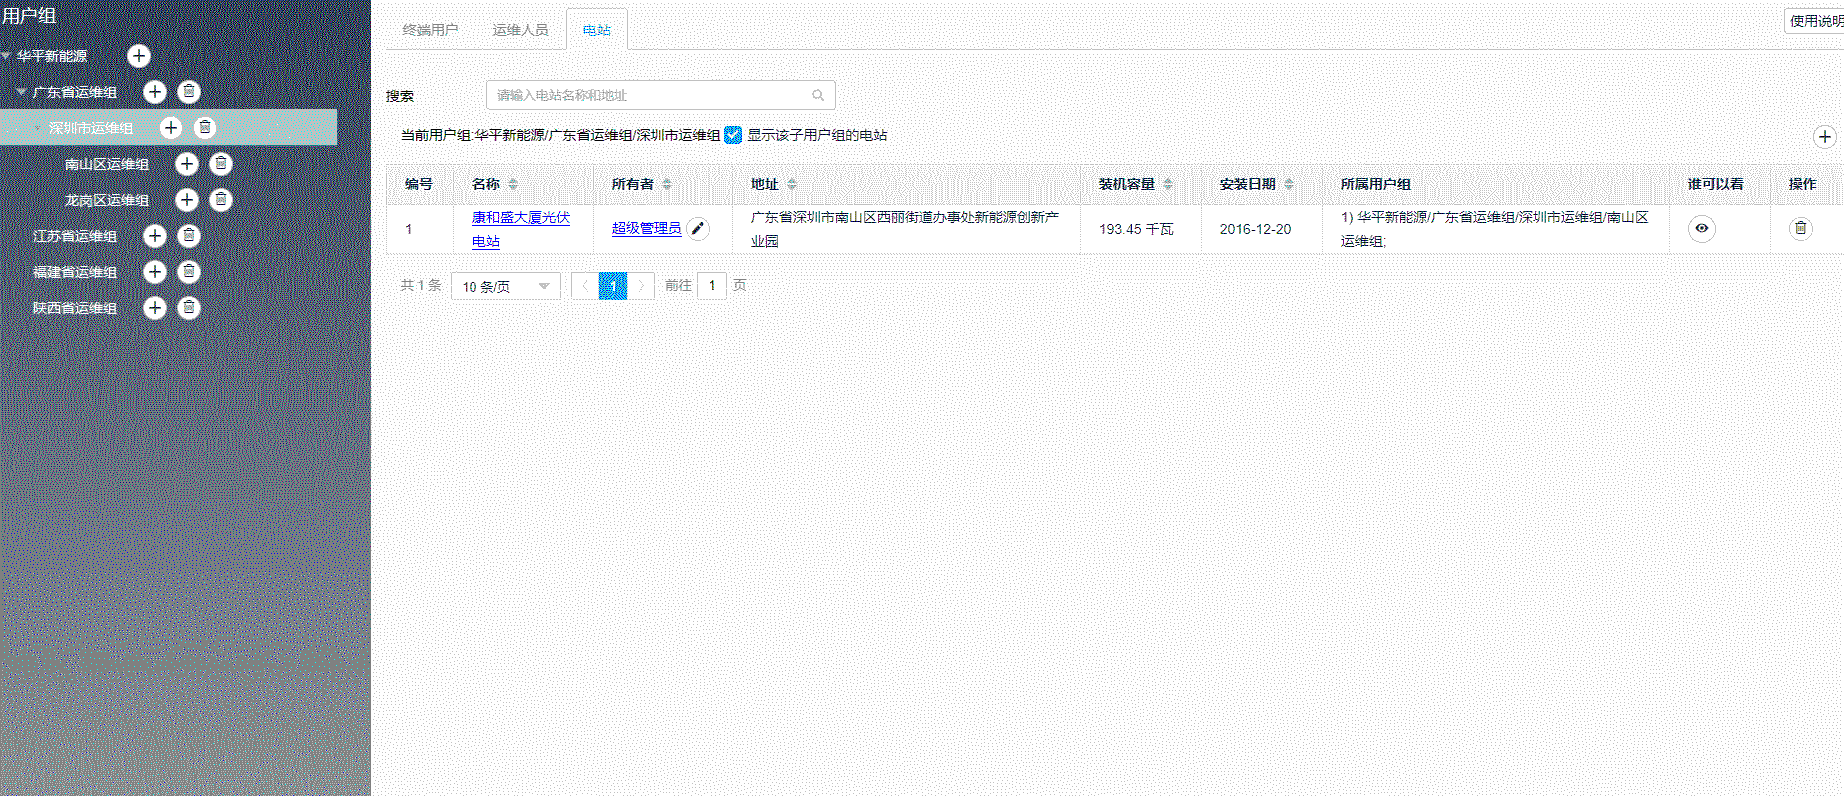 用户组
华平新能源
广东省运维组
深圳市运维组
南山区运维组
龙岗区运维组
江苏省运维组
福建省运维组
陕西省运维组
终端用户 运维人员 电站
使用说明
搜索 请输入电站名称和地址
当前用户组:华平新能源/广东省运维组/深圳市运维组 显示该子用户组的电站
编号 名称 所有者 地址 装机容量 安装日期 所属用户组 谁可以看 操作
1 康和盛大厦光伏电站 超级管理员 广东省深圳市南山区西丽街道办事处新能源创新产业园 193.45 千瓦 2016-12-20 1) 华平新能源/广东省运维组/深圳市运维组/南山区运维组;
共 1 条 10 条/页 1 前往 1 页